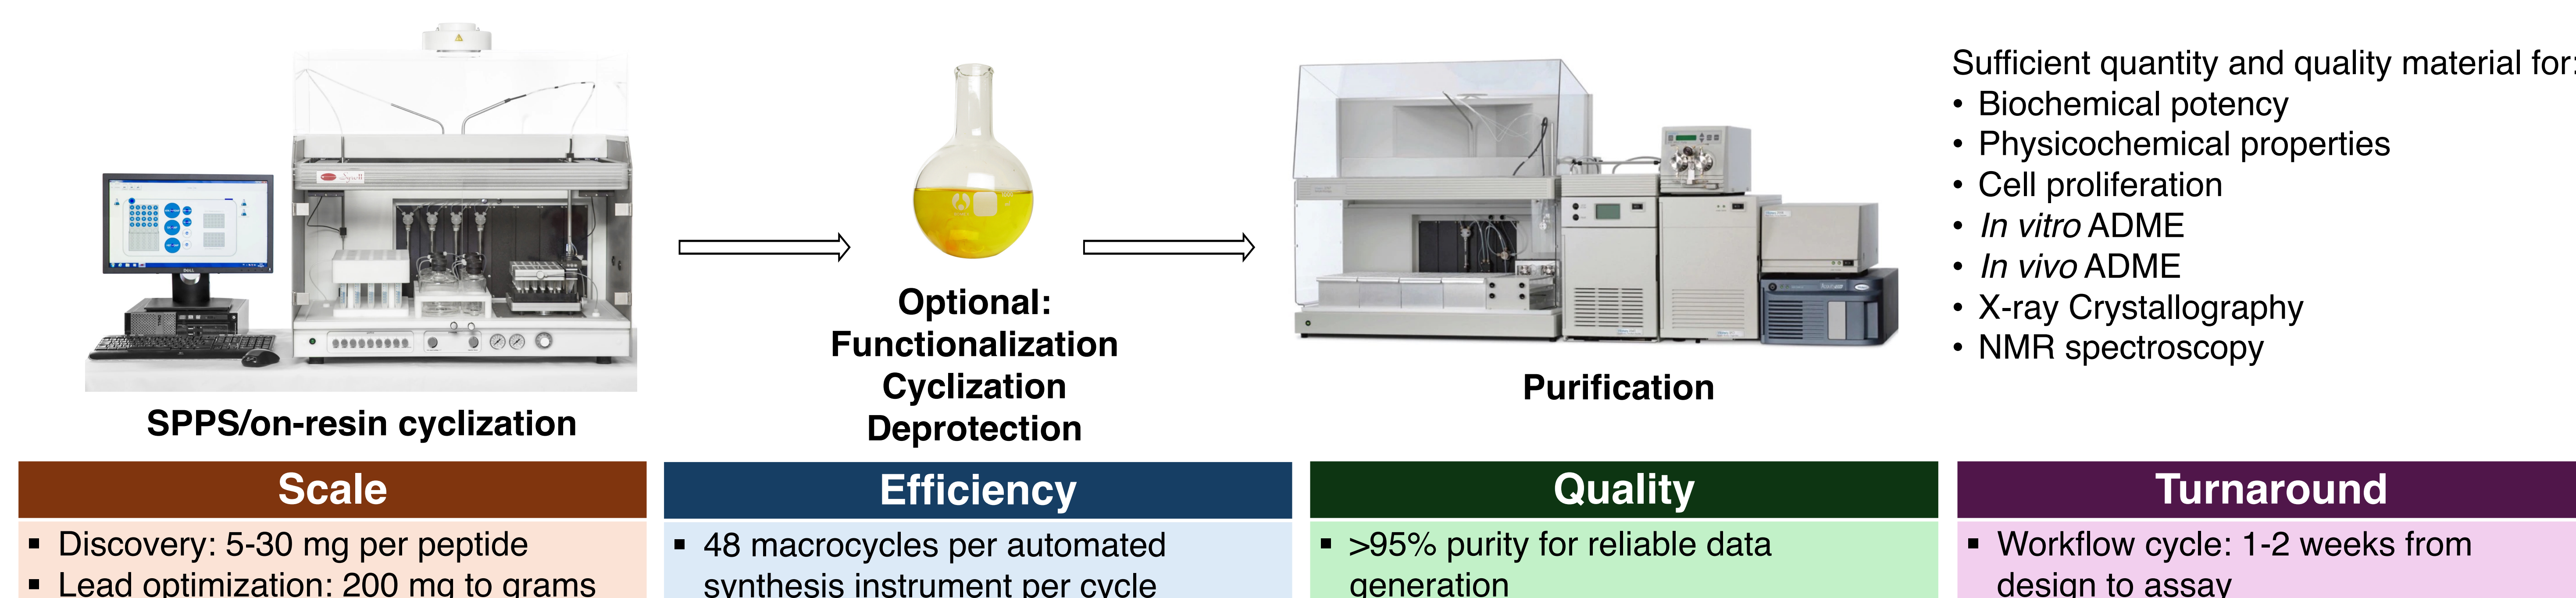 SPPS/on-resin cyclization
Optional:
Functionalization
Cyclization
Deprotection
Purification
Sufficient quantity and quality material for:
• Biochemical potency
• Physicochemical properties
• Cell proliferation
• In vitro ADME
• In vivo ADME
• X-ray Crystallography
• NMR spectroscopy
Scale
▪ Discovery: 5-30 mg per peptide
▪ Lead optimization: 200 mg to grams
Efficiency
▪ 48 macrocycles per automated
synthesis instrument per cycle
Quality
▪ >95% purity for reliable data
generation
Turnaround
▪ Workflow cycle: 1-2 weeks from
design to assay